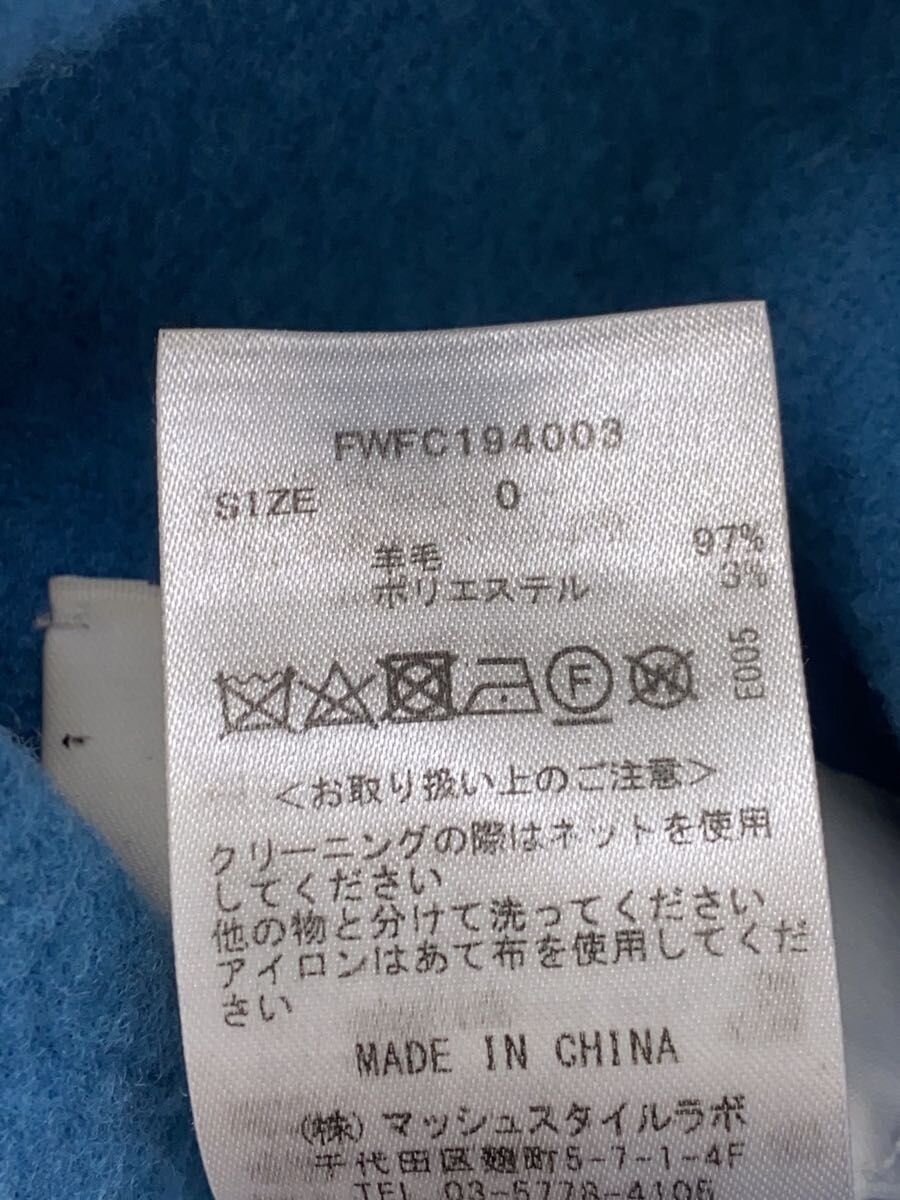 FWFC194003
SIZE 0
羊毛 97%
ポリエステル 3%
F W E005
<お取り扱い上のご注意>
クリーニングの際はネットを使用
してください
他の物と分けて洗ってください
アイロンはあて布を使用してくだ
さい
MADE IN CHINA
(株)マッシュスタイルラボ
千代田区麹町5-7-1-4F
TEL 03-5778-4106
1